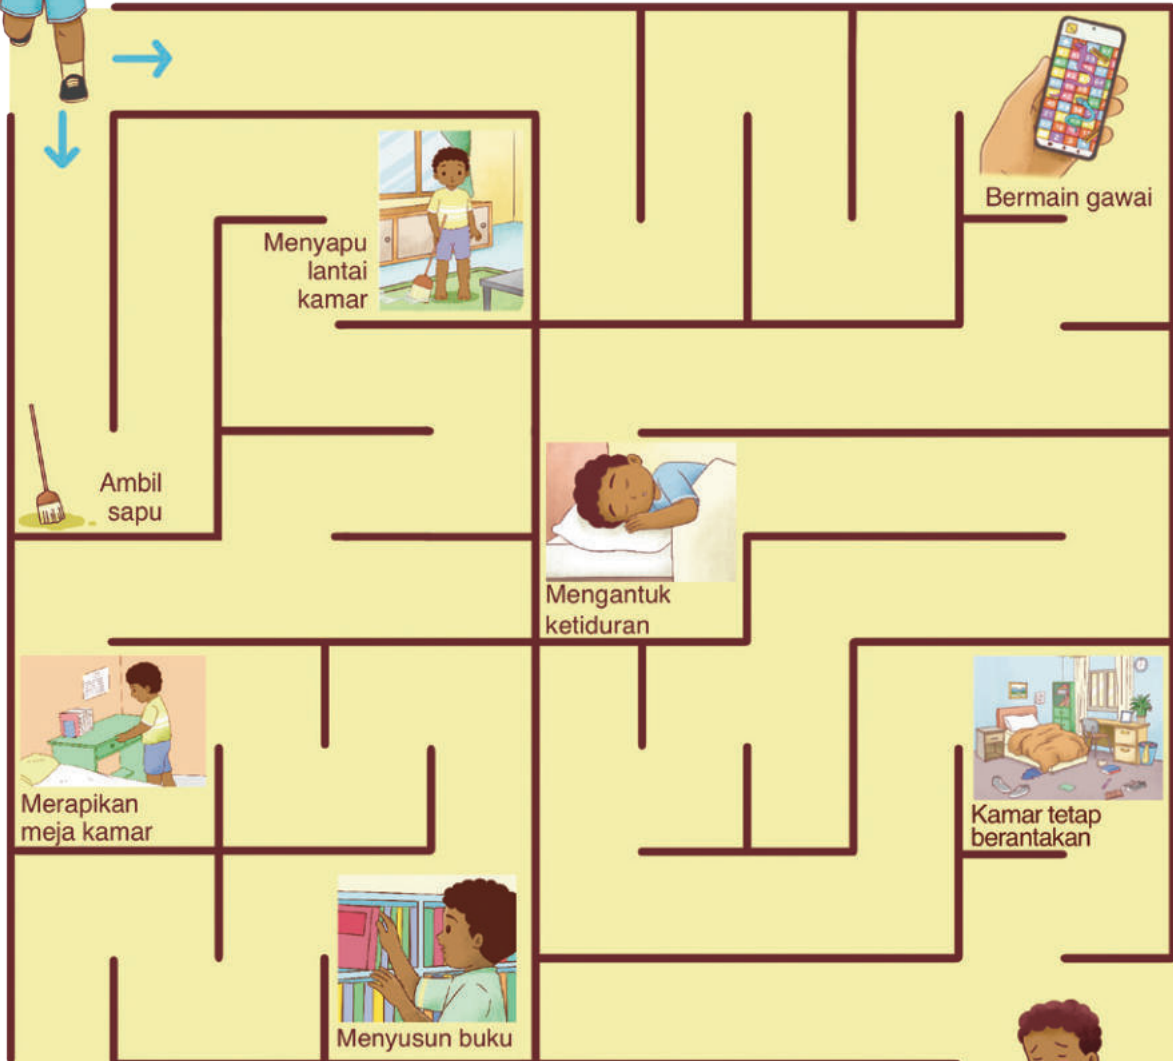 Bermain gawai
Menyapu
lantai
kamar
Ambil
sapu
Mengantuk
ketiduran
Merapikan
meja kamar
Kamar tetap
berantakan
Menyusun buku